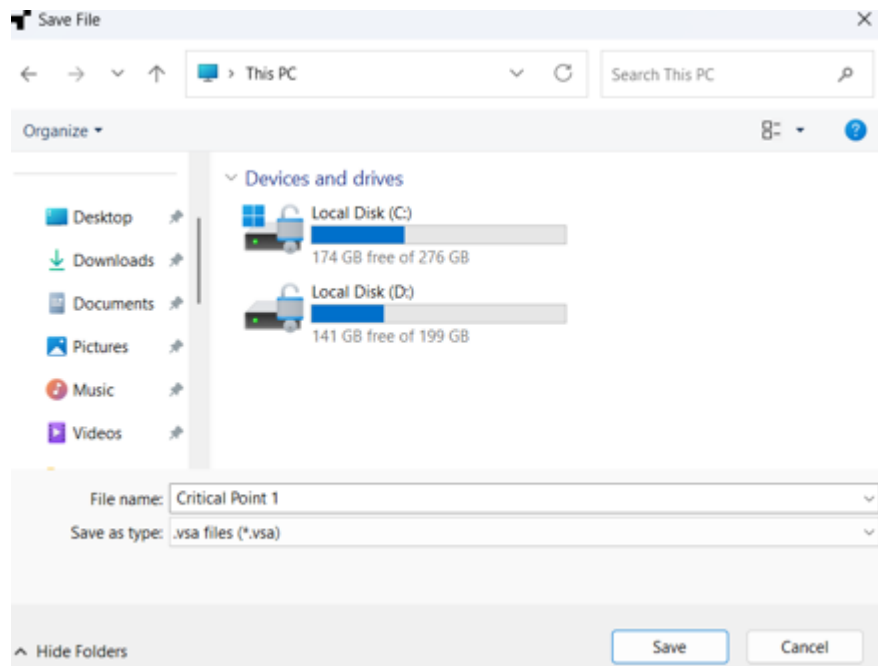 Save File
This PC
Search This PC
Organize
Desktop
Downloads
Documents
Pictures
Music
Videos
Devices and drives
Local Disk (C:)
174 GB free of 276 GB
Local Disk (D:)
141 GB free of 199 GB
File name: Critical Point 1
Save as type: .vsa files (*.vsa)
Hide Folders
Save
Cancel